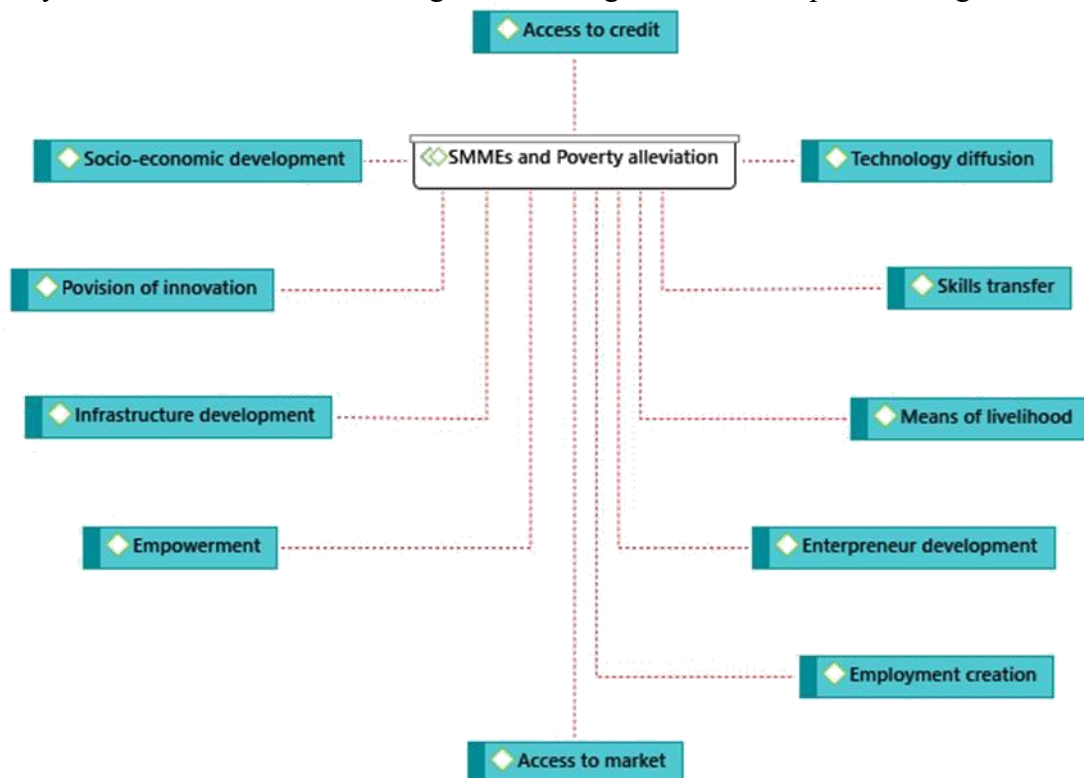 Access to credit
Socio-economic development
SMMEs and Poverty alleviation
Technology diffusion
Povision of innovation
Skills transfer
Infrastructure development
Means of livelihood
Empowerment
Enterpreneur development
Employment creation
Access to market